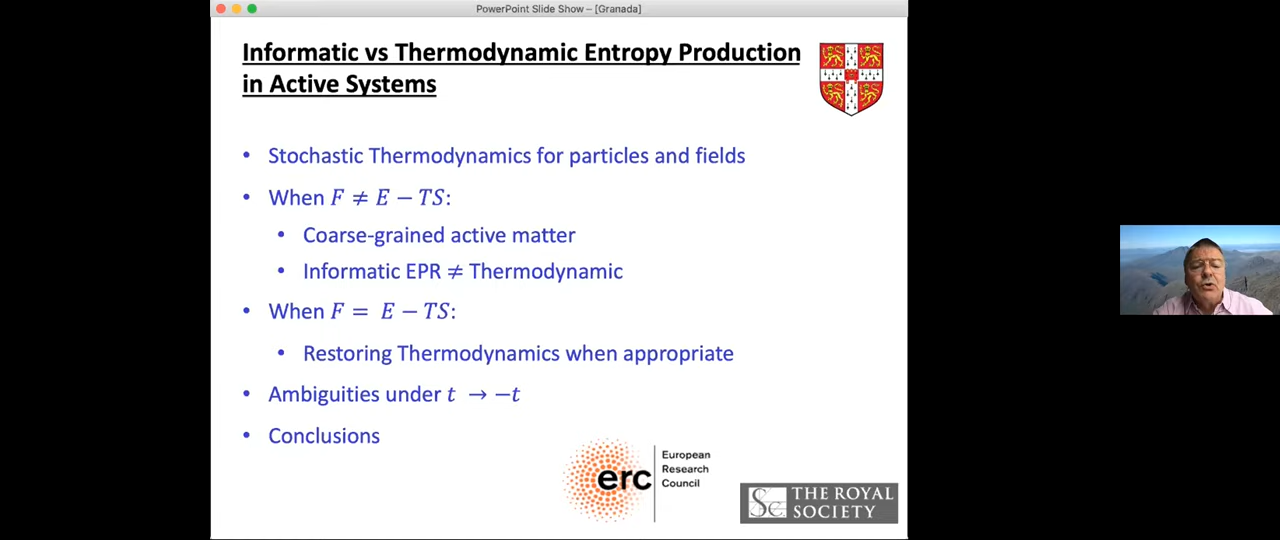 PowerPoint Slide Show – [Granada]
Informatic vs Thermodynamic Entropy Production
in Active Systems
• Stochastic Thermodynamics for particles and fields
• When F ≠ E − TS:
• Coarse-grained active matter
• Informatic EPR ≠ Thermodynamic
• When F = E − TS:
• Restoring Thermodynamics when appropriate
• Ambiguities under t → −t
• Conclusions
erc
European
Research
Council
THE ROYAL
SOCIETY